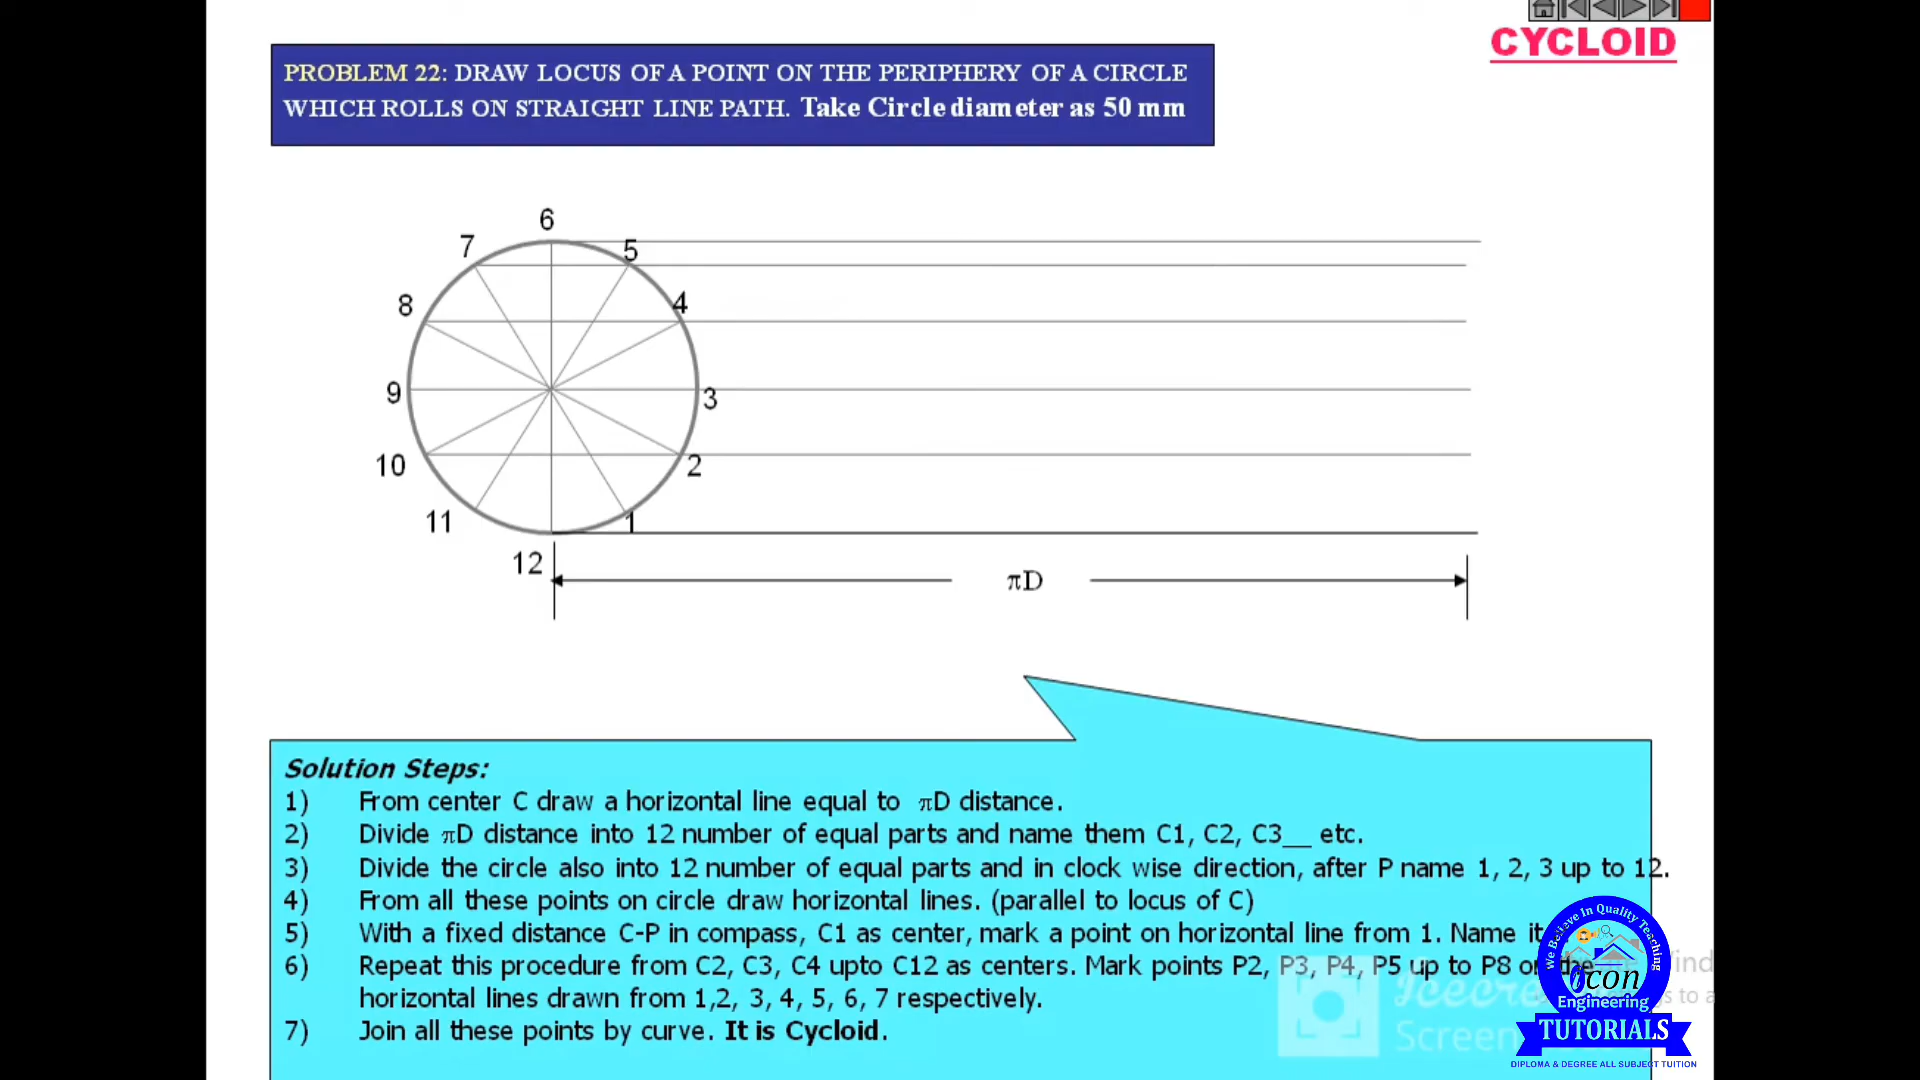 CYCLOID
PROBLEM 22: DRAW LOCUS OF A POINT ON THE PERIPHERY OF A CIRCLE
WHICH ROLLS ON STRAIGHT LINE PATH. Take Circle diameter as 50 mm
6
7
5
8
4
9
3
10
2
11
1
12
πD
Solution Steps:
1) From center C draw a horizontal line equal to πD distance.
2) Divide πD distance into 12 number of equal parts and name them C1, C2, C3__ etc.
3) Divide the circle also into 12 number of equal parts and in clock wise direction, after P name 1, 2, 3 up to 12.
4) From all these points on circle draw horizontal lines. (parallel to locus of C)
5) With a fixed distance C-P in compass, C1 as center, mark a point on horizontal line from 1. Name it
6) Repeat this procedure from C2, C3, C4 upto C12 as centers. Mark points P2, P3, P4, P5 up to P8 on the
horizontal lines drawn from 1,2, 3, 4, 5, 6, 7 respectively.
7) Join all these points by curve. It is Cycloid.
We Believe In Quality Teaching
icon
Engineering
TUTORIALS
DIPLOMA & DEGREE ALL SUBJECT TUITION
Screen